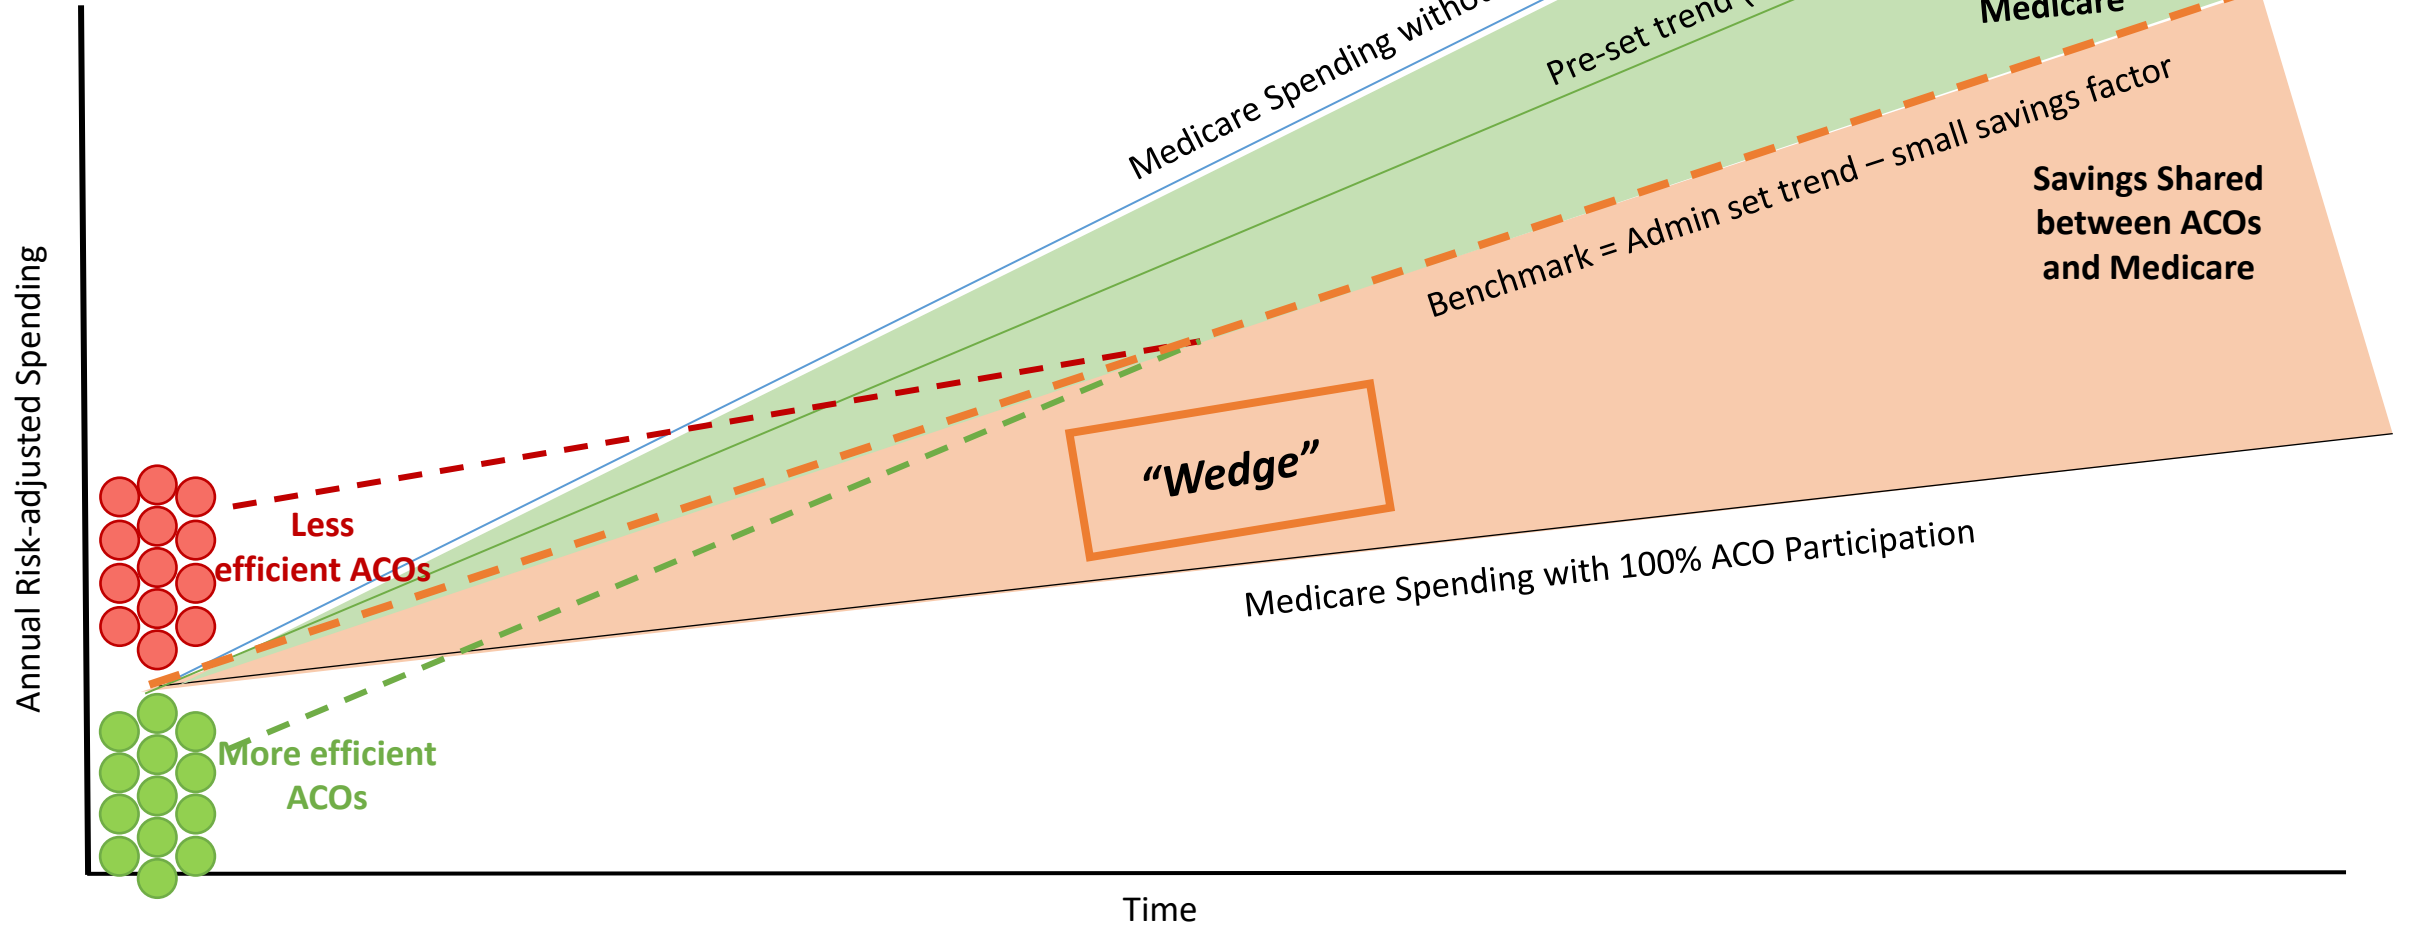 Medicare Spending without
Pre-set trend (
Medicare
Benchmark = Admin set trend – small savings factor
Savings Shared
between ACOs
and Medicare
Annual Risk-adjusted Spending
Less
efficient ACOs
“Wedge”
Medicare Spending with 100% ACO Participation
More efficient
ACOs
Time